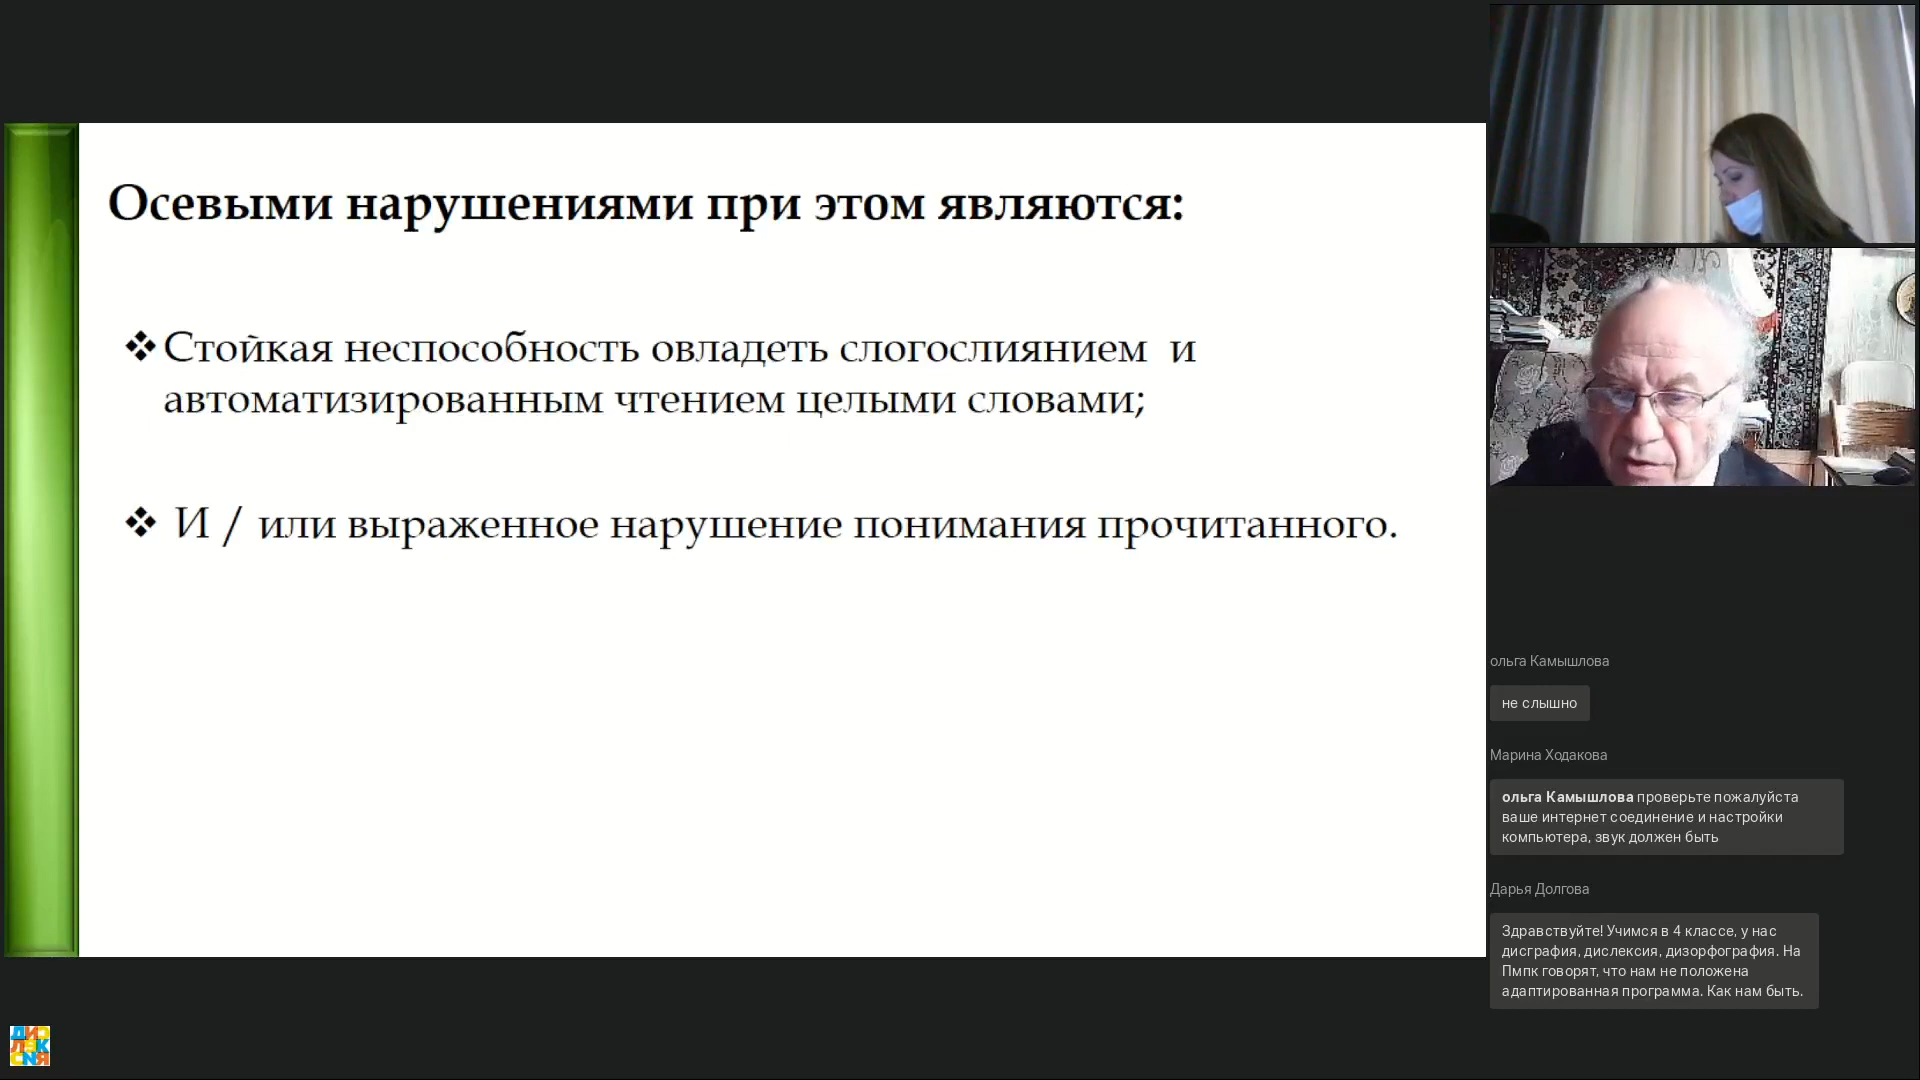 Осевыми нарушениями при этом являются:
❖ Стойкая неспособность овладеть слогослиянием и
автоматизированным чтением целыми словами;
❖ И / или выраженное нарушение понимания прочитанного.
ольга Камышлова
не слышно
Марина Ходакова
ольга Камышлова проверьте пожалуйста
ваше интернет соединение и настройки
компьютера, звук должен быть
Дарья Долгова
Здравствуйте! Учимся в 4 классе, у нас
дисграфия, дислексия, дизорфография. На
Пмпк говорят, что нам не положена
адаптированная программа. Как нам быть.
ДИС
ЛЕК
СИЯ